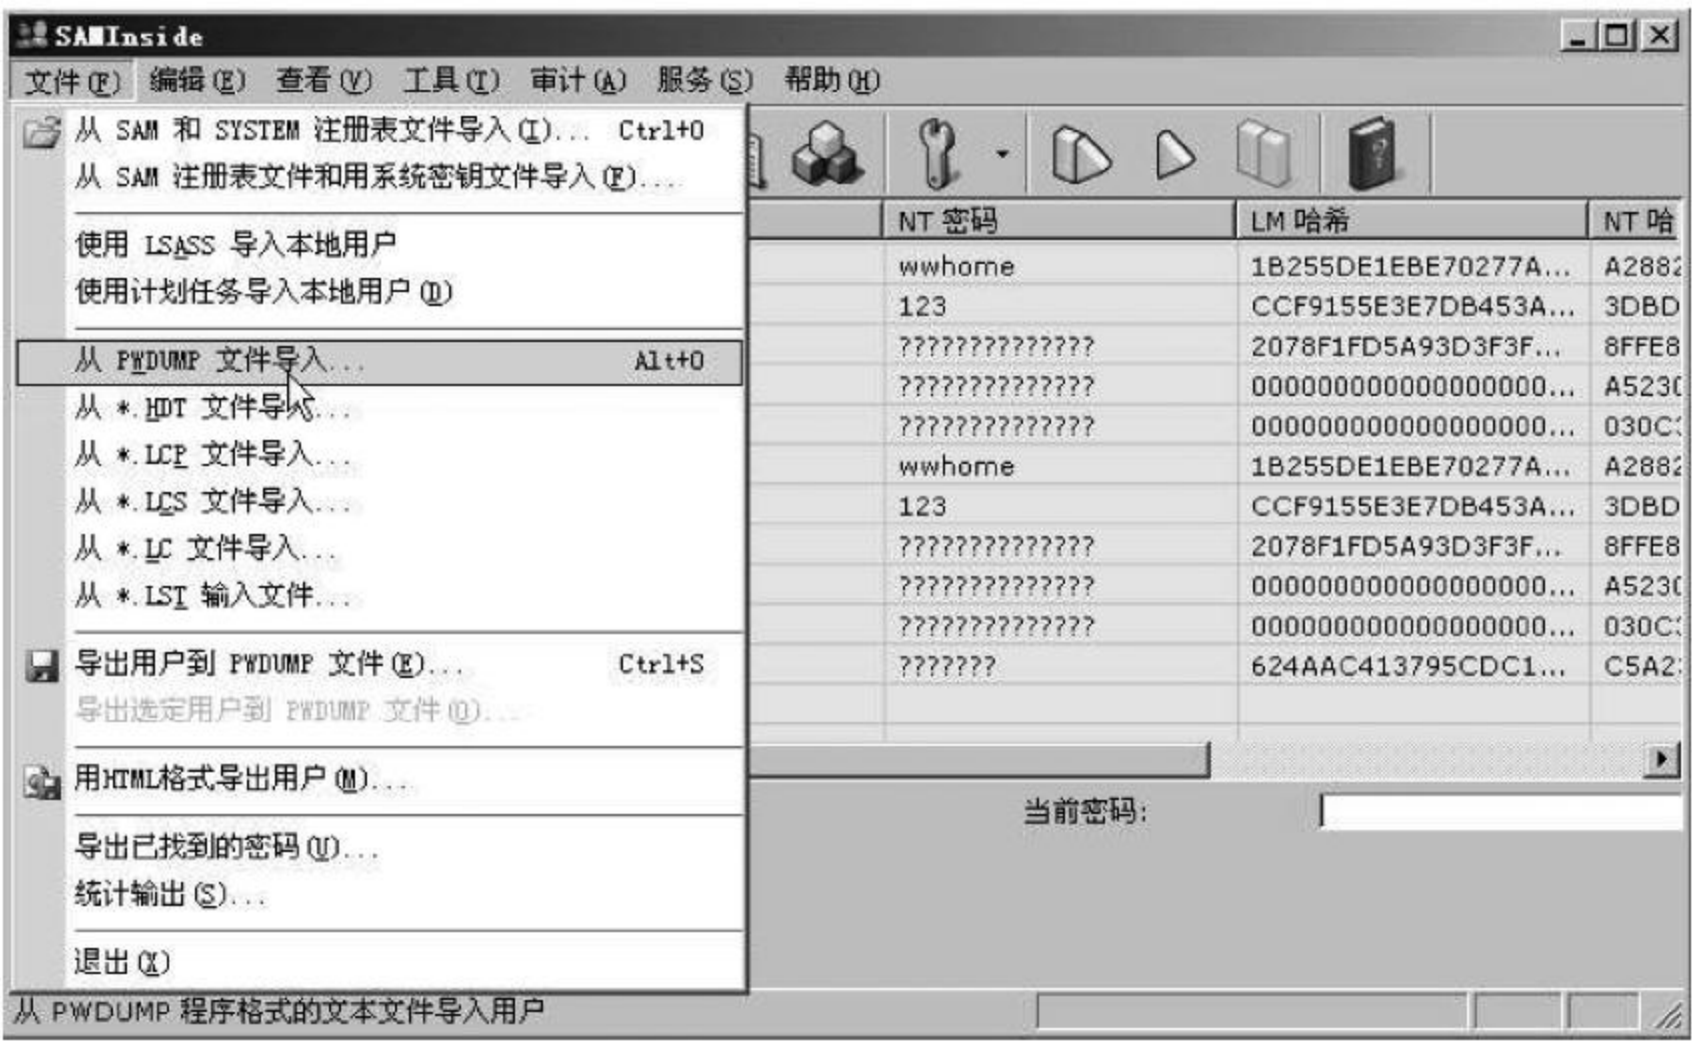 SAMInside
文件(F) 编辑(E) 查看(V) 工具(T) 审计(A) 服务(S) 帮助(H)
从 SAM 和 SYSTEM 注册表文件导入(I)... Ctrl+O
从 SAM 注册表文件和用系统密钥文件导入(F)...
使用 LSASS 导入本地用户
使用计划任务导入本地用户(D)
从 PWDUMP 文件导入... Alt+O
从 *.HDT 文件导入...
从 *.LCP 文件导入...
从 *.LCS 文件导入...
从 *.LC 文件导入...
从 *.LST 输入文件...
导出用户到 PWDUMP 文件(E)... Ctrl+S
导出选定用户到 PWDUMP 文件(O)...
用HTML格式导出用户(M)...
导出已找到的密码(U)...
统计输出(S)...
退出(X)
NT 密码 LM 哈希 NT 哈
wwhome 1B255DE1EBE70277A... A2882
123 CCF9155E3E7DB453A... 3DBD
?????????????? 2078F1FD5A93D3F3F... 8FFE8
?????????????? 00000000000000000... A5230
?????????????? 00000000000000000... 030C
wwhome 1B255DE1EBE70277A... A2882
123 CCF9155E3E7DB453A... 3DBD
?????????????? 2078F1FD5A93D3F3F... 8FFE8
?????????????? 00000000000000000... A5230
?????????????? 00000000000000000... 030C
??????? 624AAC413795CDC1... C5A2
当前密码:
从 PWDUMP 程序格式的文本文件导入用户